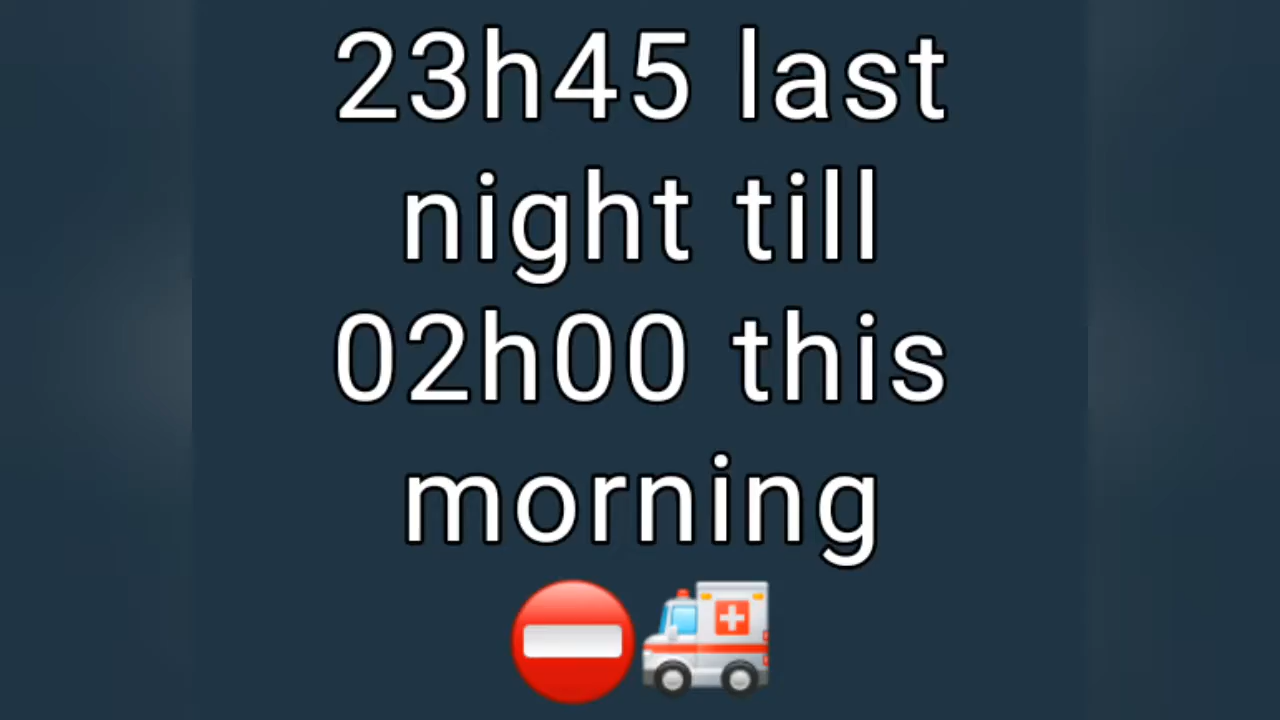 23h45 last
night till
02h00 this
morning
⛔🚑